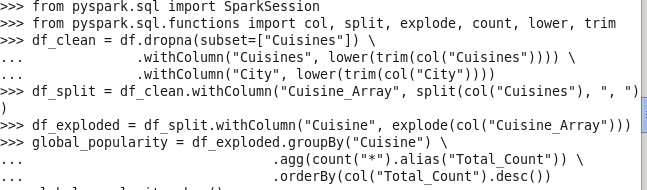 >>> from pyspark.sql import SparkSession
>>> from pyspark.sql.functions import col, split, explode, count, lower, trim
>>> df_clean = df.dropna(subset=["Cuisines"]) \
...              .withColumn("Cuisines", lower(trim(col("Cuisines")))) \
...              .withColumn("City", lower(trim(col("City"))))
>>> df_split = df_clean.withColumn("Cuisine_Array", split(col("Cuisines"), ", ")
)
>>> df_exploded = df_split.withColumn("Cuisine", explode(col("Cuisine_Array")))
>>> global_popularity = df_exploded.groupBy("Cuisine") \
...                               .agg(count("*").alias("Total_Count")) \
...                               .orderBy(col("Total_Count").desc())